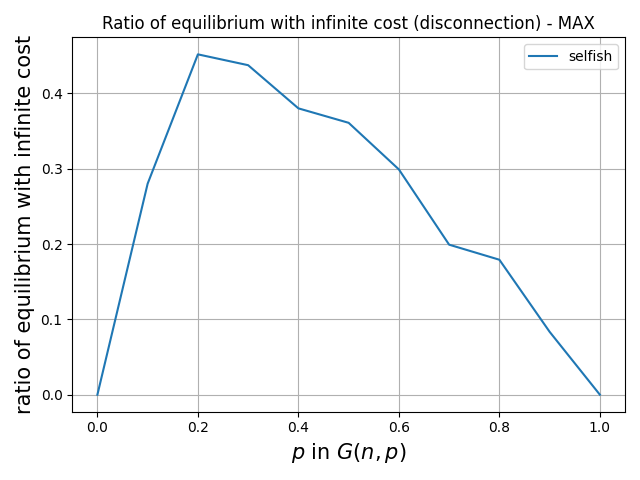 Ratio of equilibrium with infinite cost (disconnection) - MAX
selfish
ratio of equilibrium with infinite cost
0.4
0.3
0.2
0.1
0.0
0.0 0.2 0.4 0.6 0.8 1.0
p in G(n, p)